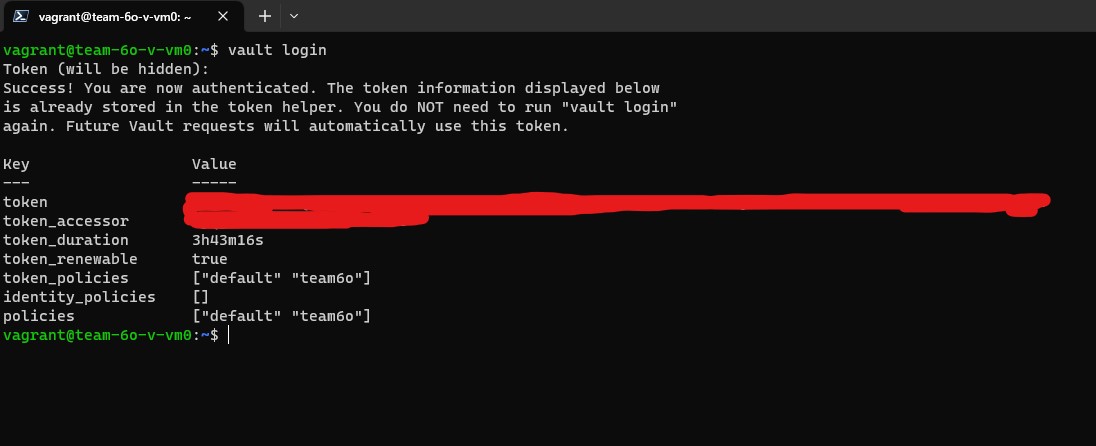 vagrant@team-6o-v-vm0: ~
vagrant@team-6o-v-vm0:~$ vault login
Token (will be hidden):
Success! You are now authenticated. The token information displayed below
is already stored in the token helper. You do NOT need to run "vault login"
again. Future Vault requests will automatically use this token.
Key                  Value
---                  -----
token
token_accessor
token_duration       3h43m16s
token_renewable      true
token_policies       ["default" "team6o"]
identity_policies    []
policies             ["default" "team6o"]
vagrant@team-6o-v-vm0:~$